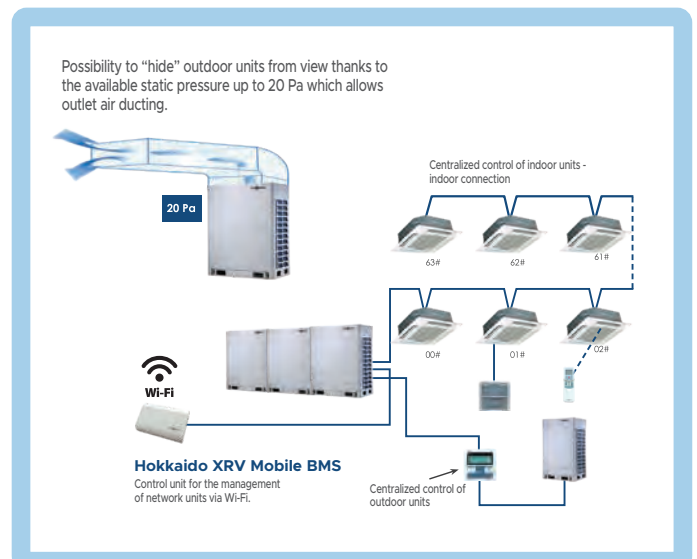 Possibility to “hide” outdoor units from view thanks to
the available static pressure up to 20 Pa which allows
outlet air ducting.
20 Pa
Centralized control of indoor units -
indoor connection
63#
62#
61#
00#
01#
02#
Wi-Fi
Hokkaido XRV Mobile BMS
Control unit for the management
of network units via Wi-Fi.
Centralized control of
outdoor units